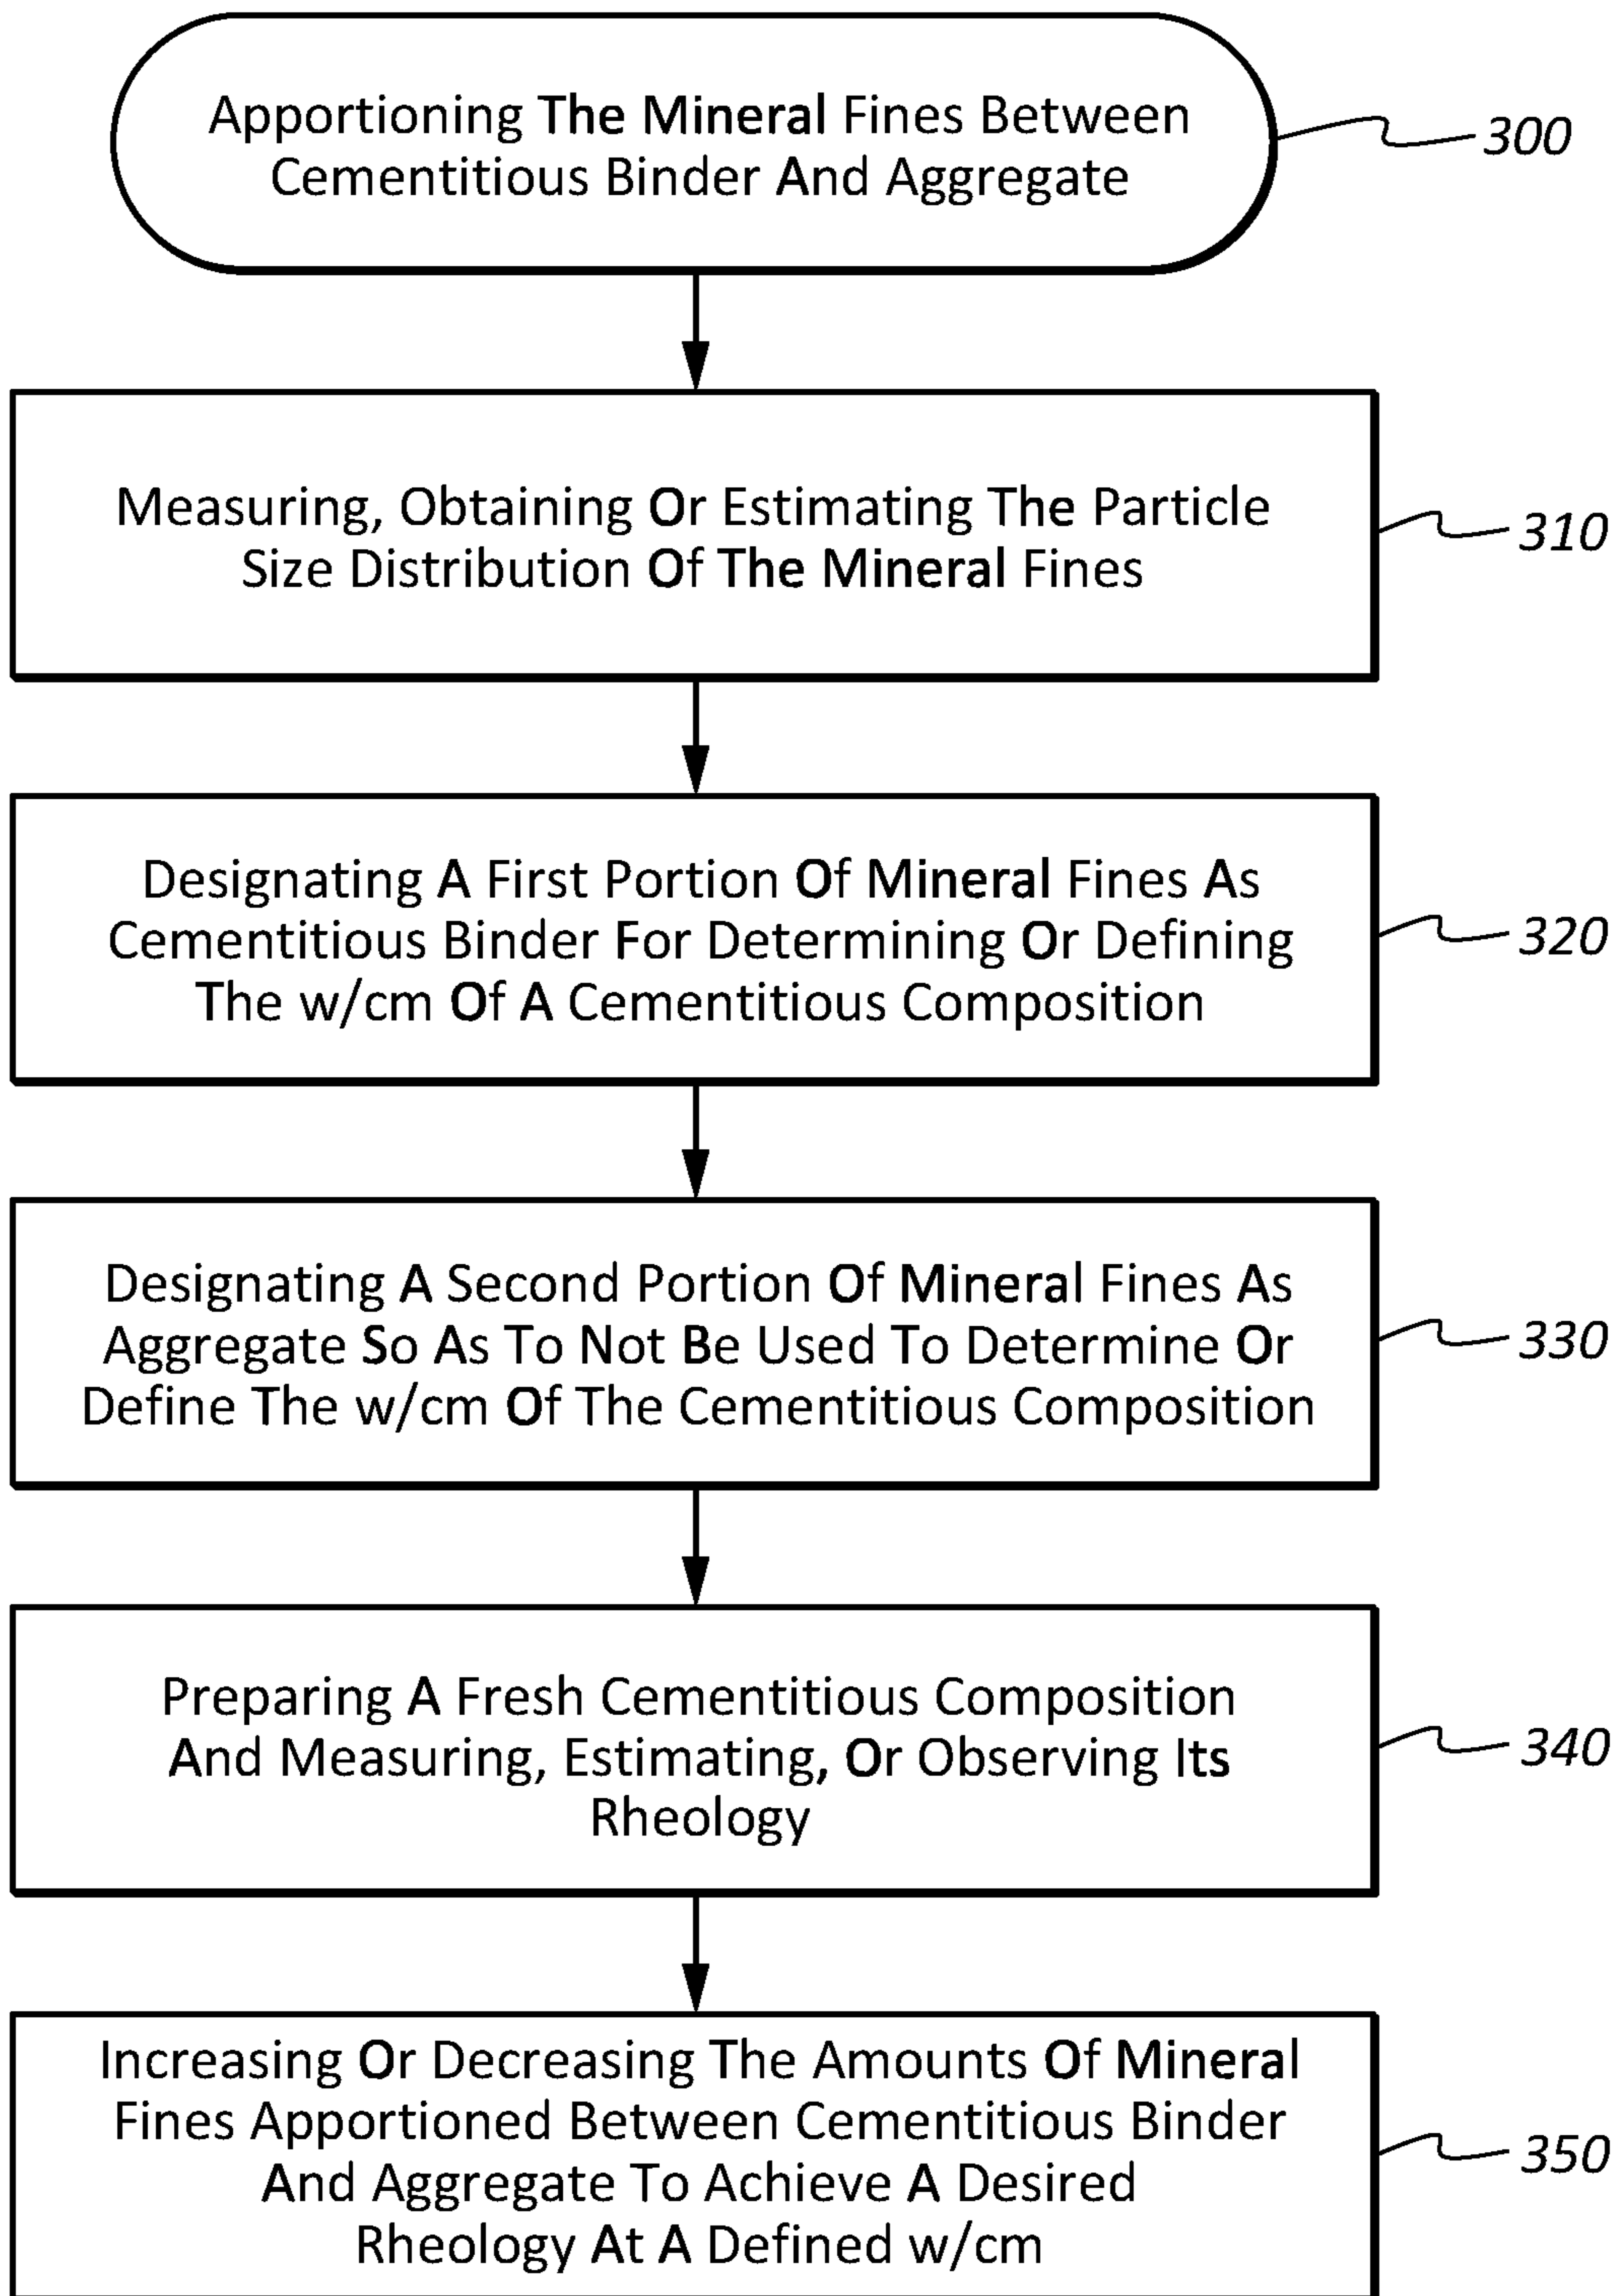 Apportioning The Mineral Fines Between
Cementitious Binder And Aggregate
300
Measuring, Obtaining Or Estimating The Particle
Size Distribution Of The Mineral Fines
310
Designating A First Portion Of Mineral Fines As
Cementitious Binder For Determining Or Defining
The w/cm Of A Cementitious Composition
320
Designating A Second Portion Of Mineral Fines As
Aggregate So As To Not Be Used To Determine Or
Define The w/cm Of The Cementitious Composition
330
Preparing A Fresh Cementitious Composition
And Measuring, Estimating, Or Observing Its
Rheology
340
Increasing Or Decreasing The Amounts Of Mineral
Fines Apportioned Between Cementitious Binder
And Aggregate To Achieve A Desired
Rheology At A Defined w/cm
350